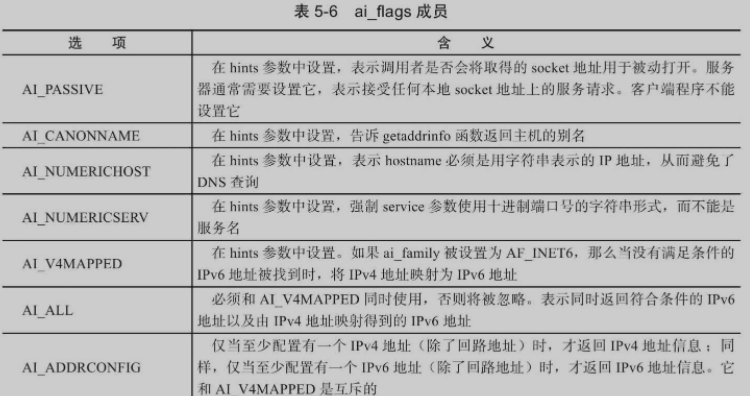 表 5-6 ai_flags 成员
选 项 含 义
AI_PASSIVE
在 hints 参数中设置，表示调用者是否会将取得的 socket 地址用于被动打开。服务
器通常需要设置它，表示接受任何本地 socket 地址上的服务请求。客户端程序不能
设置它
AI_CANONNAME 在 hints 参数中设置，告诉 getaddrinfo 函数返回主机的别名
AI_NUMERICHOST
在 hints 参数中设置，表示 hostname 必须是用字符串表示的 IP 地址，从而避免了
DNS 查询
AI_NUMERICSERV
在 hints 参数中设置，强制 service 参数使用十进制端口号的字符串形式，而不能是
服务名
AI_V4MAPPED
在 hints 参数中设置。如果 ai_family 被设置为 AF_INET6，那么当没有满足条件的
IPv6 地址被找到时，将 IPv4 地址映射为 IPv6 地址
AI_ALL
必须和 AI_V4MAPPED 同时使用，否则将被忽略。表示同时返回符合条件的 IPv6
地址以及由 IPv4 地址映射得到的 IPv6 地址
AI_ADDRCONFIG
仅当至少配置有一个 IPv4 地址（除了回路地址）时，才返回 IPv4 地址信息；同
样，仅当至少配置有一个 IPv6 地址（除了回路地址）时，才返回 IPv6 地址信息。它
和 AI_V4MAPPED 是互斥的